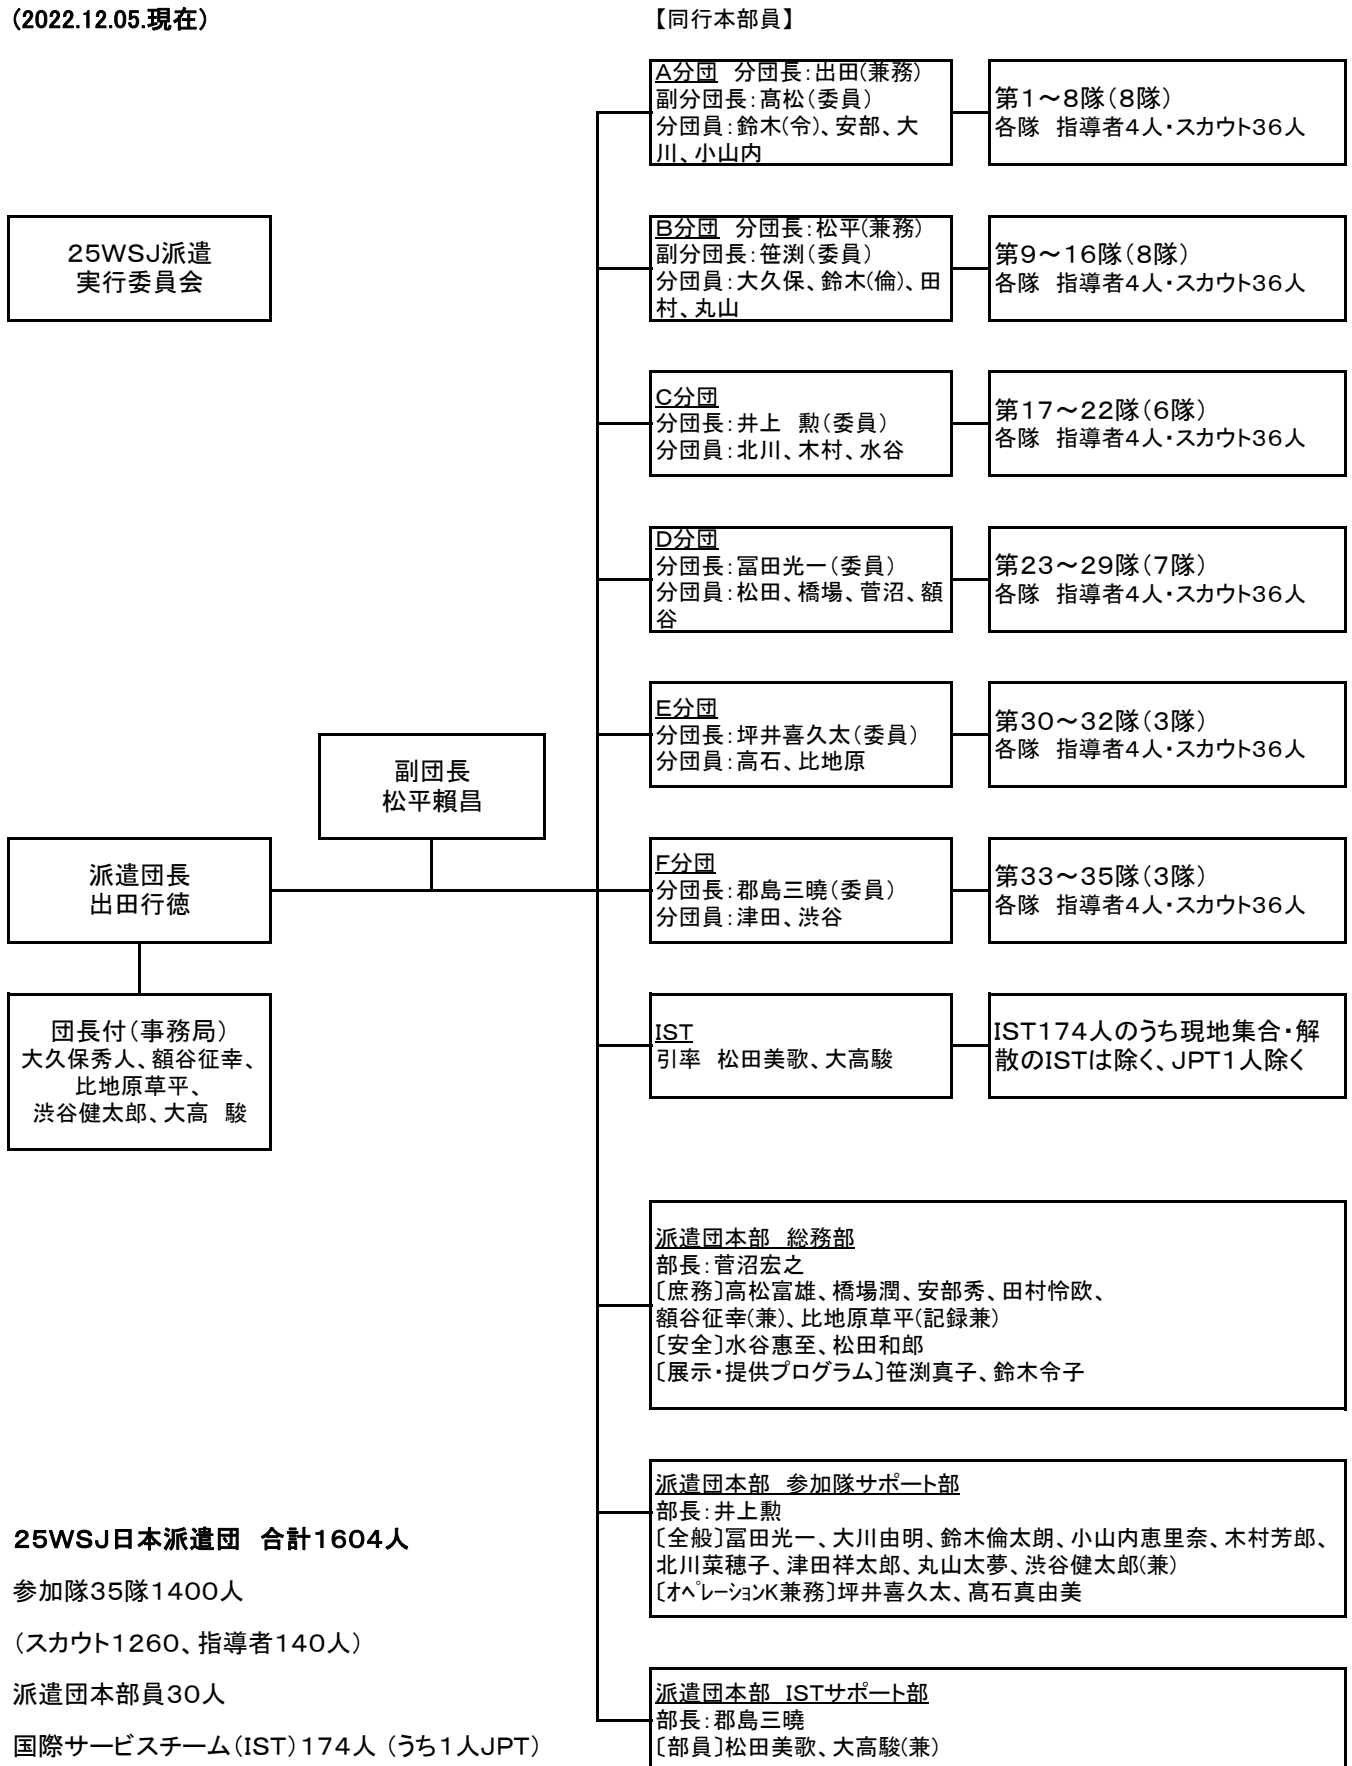 (2022.12.05.現在)
【同行本部員】
A分団　分団長：出田(兼務)
副分団長：髙松(委員)
分団員：鈴木(令)、安部、大
川、小山内
第1～8隊(8隊)
各隊　指導者4人・スカウト36人
25WSJ派遣
実行委員会
B分団　分団長：松平(兼務)
副分団長：笹渕(委員)
分団員：大久保、鈴木(倫)、田
村、丸山
第9～16隊(8隊)
各隊　指導者4人・スカウト36人
C分団
分団長：井上　勲(委員)
分団員：北川、木村、水谷
第17～22隊(6隊)
各隊　指導者4人・スカウト36人
D分団
分団長：冨田光一(委員)
分団員：松田、橋場、菅沼、額
谷
第23～29隊(7隊)
各隊　指導者4人・スカウト36人
E分団
分団長：坪井喜久太(委員)
分団員：高石、比地原
第30～32隊(3隊)
各隊　指導者4人・スカウト36人
副団長
松平賴昌
派遣団長
出田行徳
F分団
分団長：郡島三曉(委員)
分団員：津田、渋谷
第33～35隊(3隊)
各隊　指導者4人・スカウト36人
団長付(事務局)
大久保秀人、額谷征幸、
比地原草平、
渋谷健太郎、大高　駿
IST
引率　松田美歌、大高駿
IST174人のうち現地集合・解
散のISTは除く、JPT1人除く
派遣団本部　総務部
部長：菅沼宏之
〔庶務〕高松富雄、橋場潤、安部秀、田村怜欧、
額谷征幸(兼)、比地原草平(記録兼)
〔安全〕水谷惠至、松田和郎
〔展示・提供プログラム〕笹渕真子、鈴木令子
派遣団本部　参加隊サポート部
部長：井上勲
〔全般〕冨田光一、大川由明、鈴木倫太朗、小山内恵里奈、木村芳郎、
北川菜穂子、津田祥太郎、丸山太夢、渋谷健太郎(兼)
〔ｵﾍﾟﾚｰｼｮﾝK兼務〕坪井喜久太、髙石真由美
25WSJ日本派遣団　合計1604人
参加隊35隊1400人
(スカウト1260、指導者140人)
派遣団本部員30人
国際サービスチーム(IST)174人 (うち1人JPT)
派遣団本部　ISTサポート部
部長：郡島三曉
〔部員〕松田美歌、大高駿(兼)